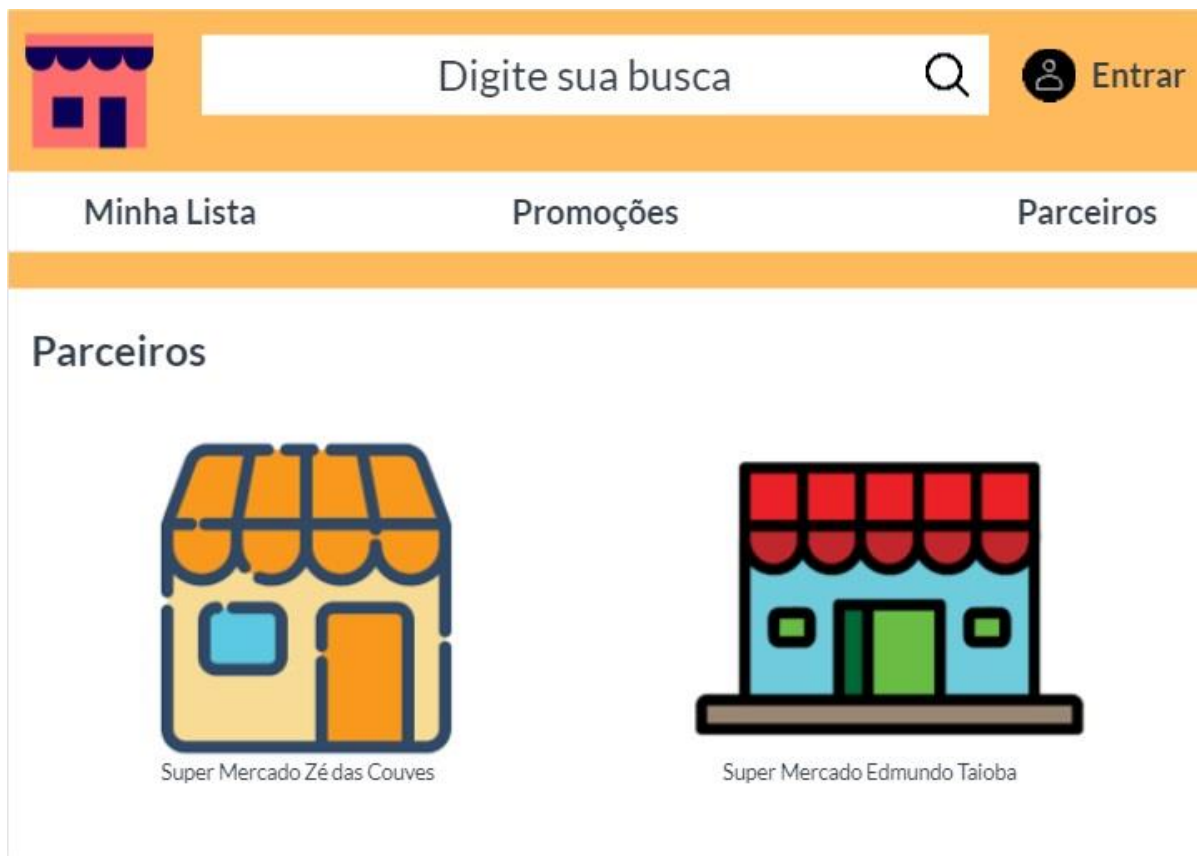 Digite sua busca
Entrar
Minha Lista
Promoções
Parceiros
Parceiros
Super Mercado Zé das Couves
Super Mercado Edmundo Taioba